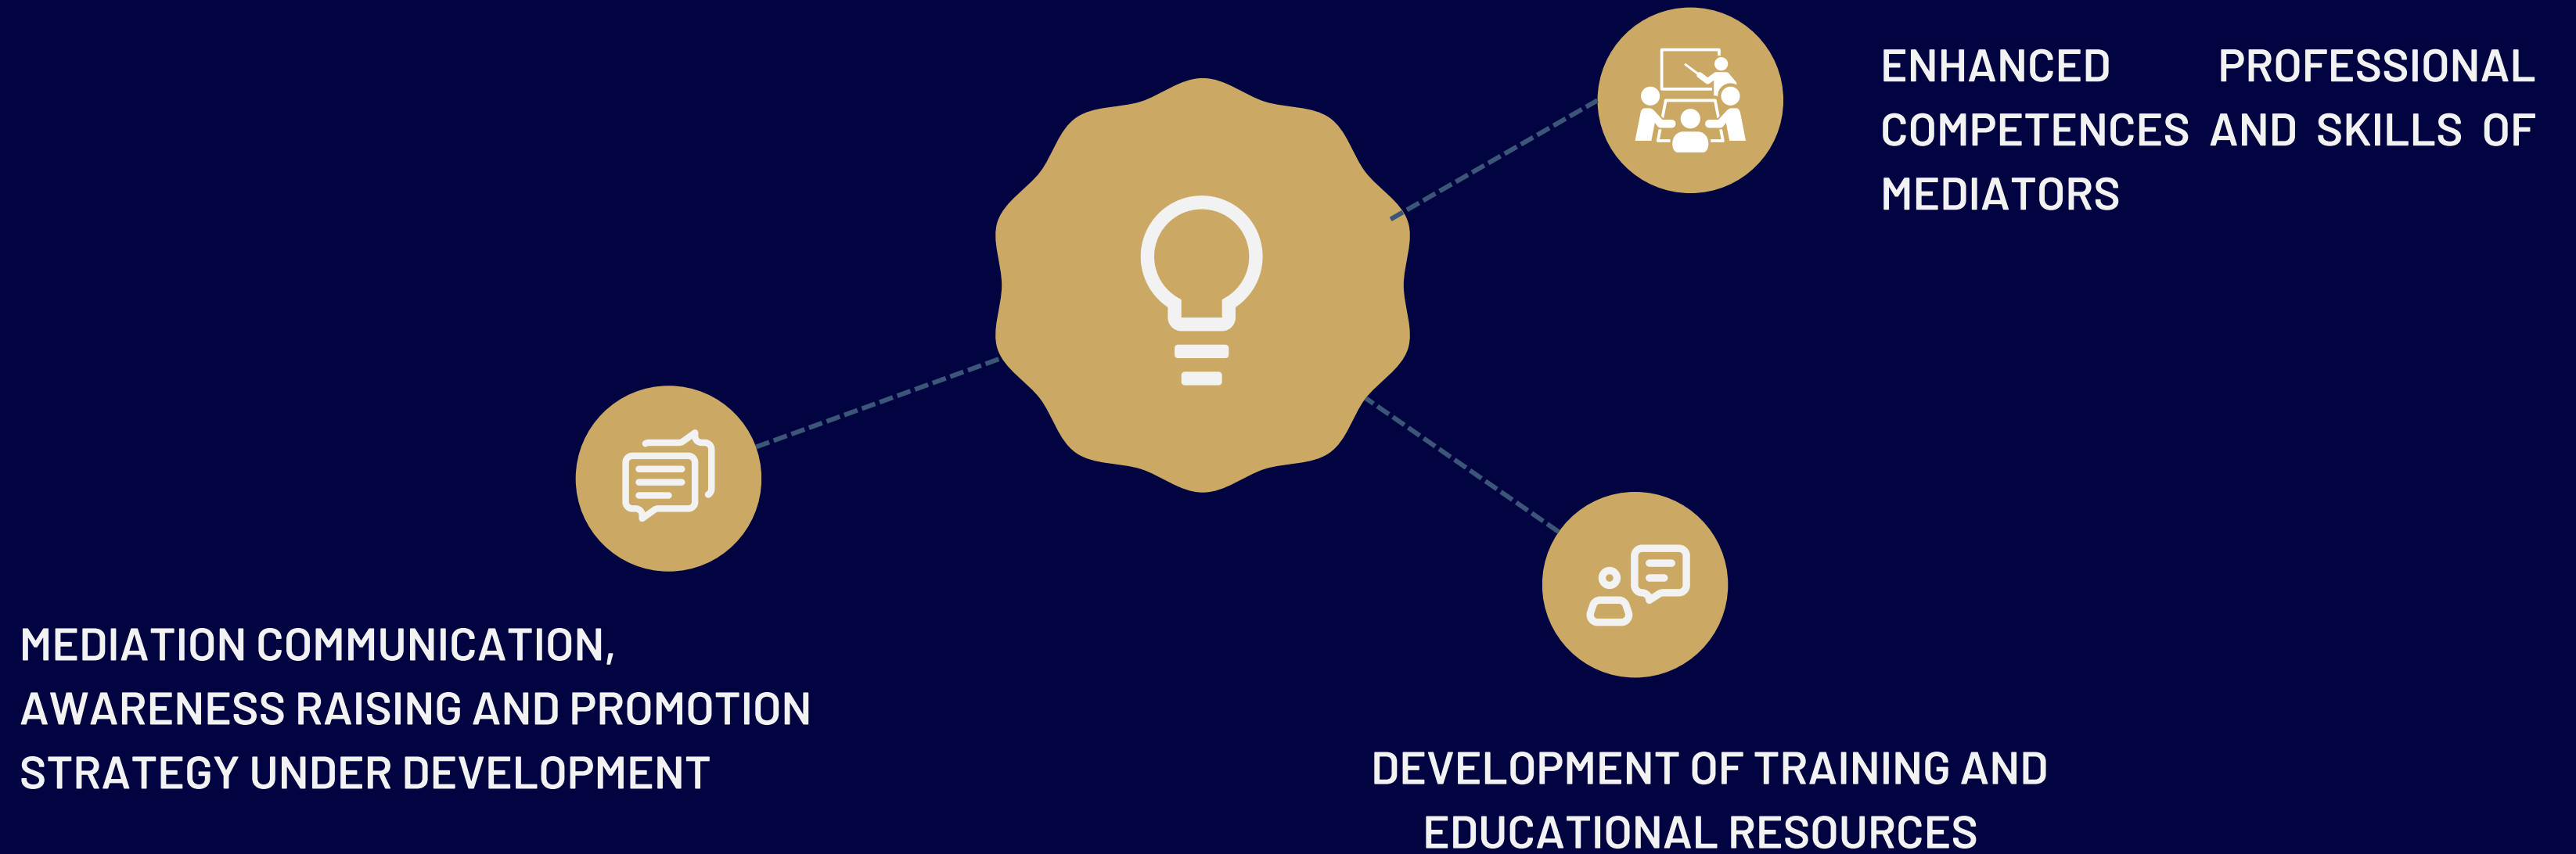 ENHANCED PROFESSIONAL
COMPETENCES AND SKILLS OF
MEDIATORS
MEDIATION COMMUNICATION,
AWARENESS RAISING AND PROMOTION
STRATEGY UNDER DEVELOPMENT
DEVELOPMENT OF TRAINING AND
EDUCATIONAL RESOURCES